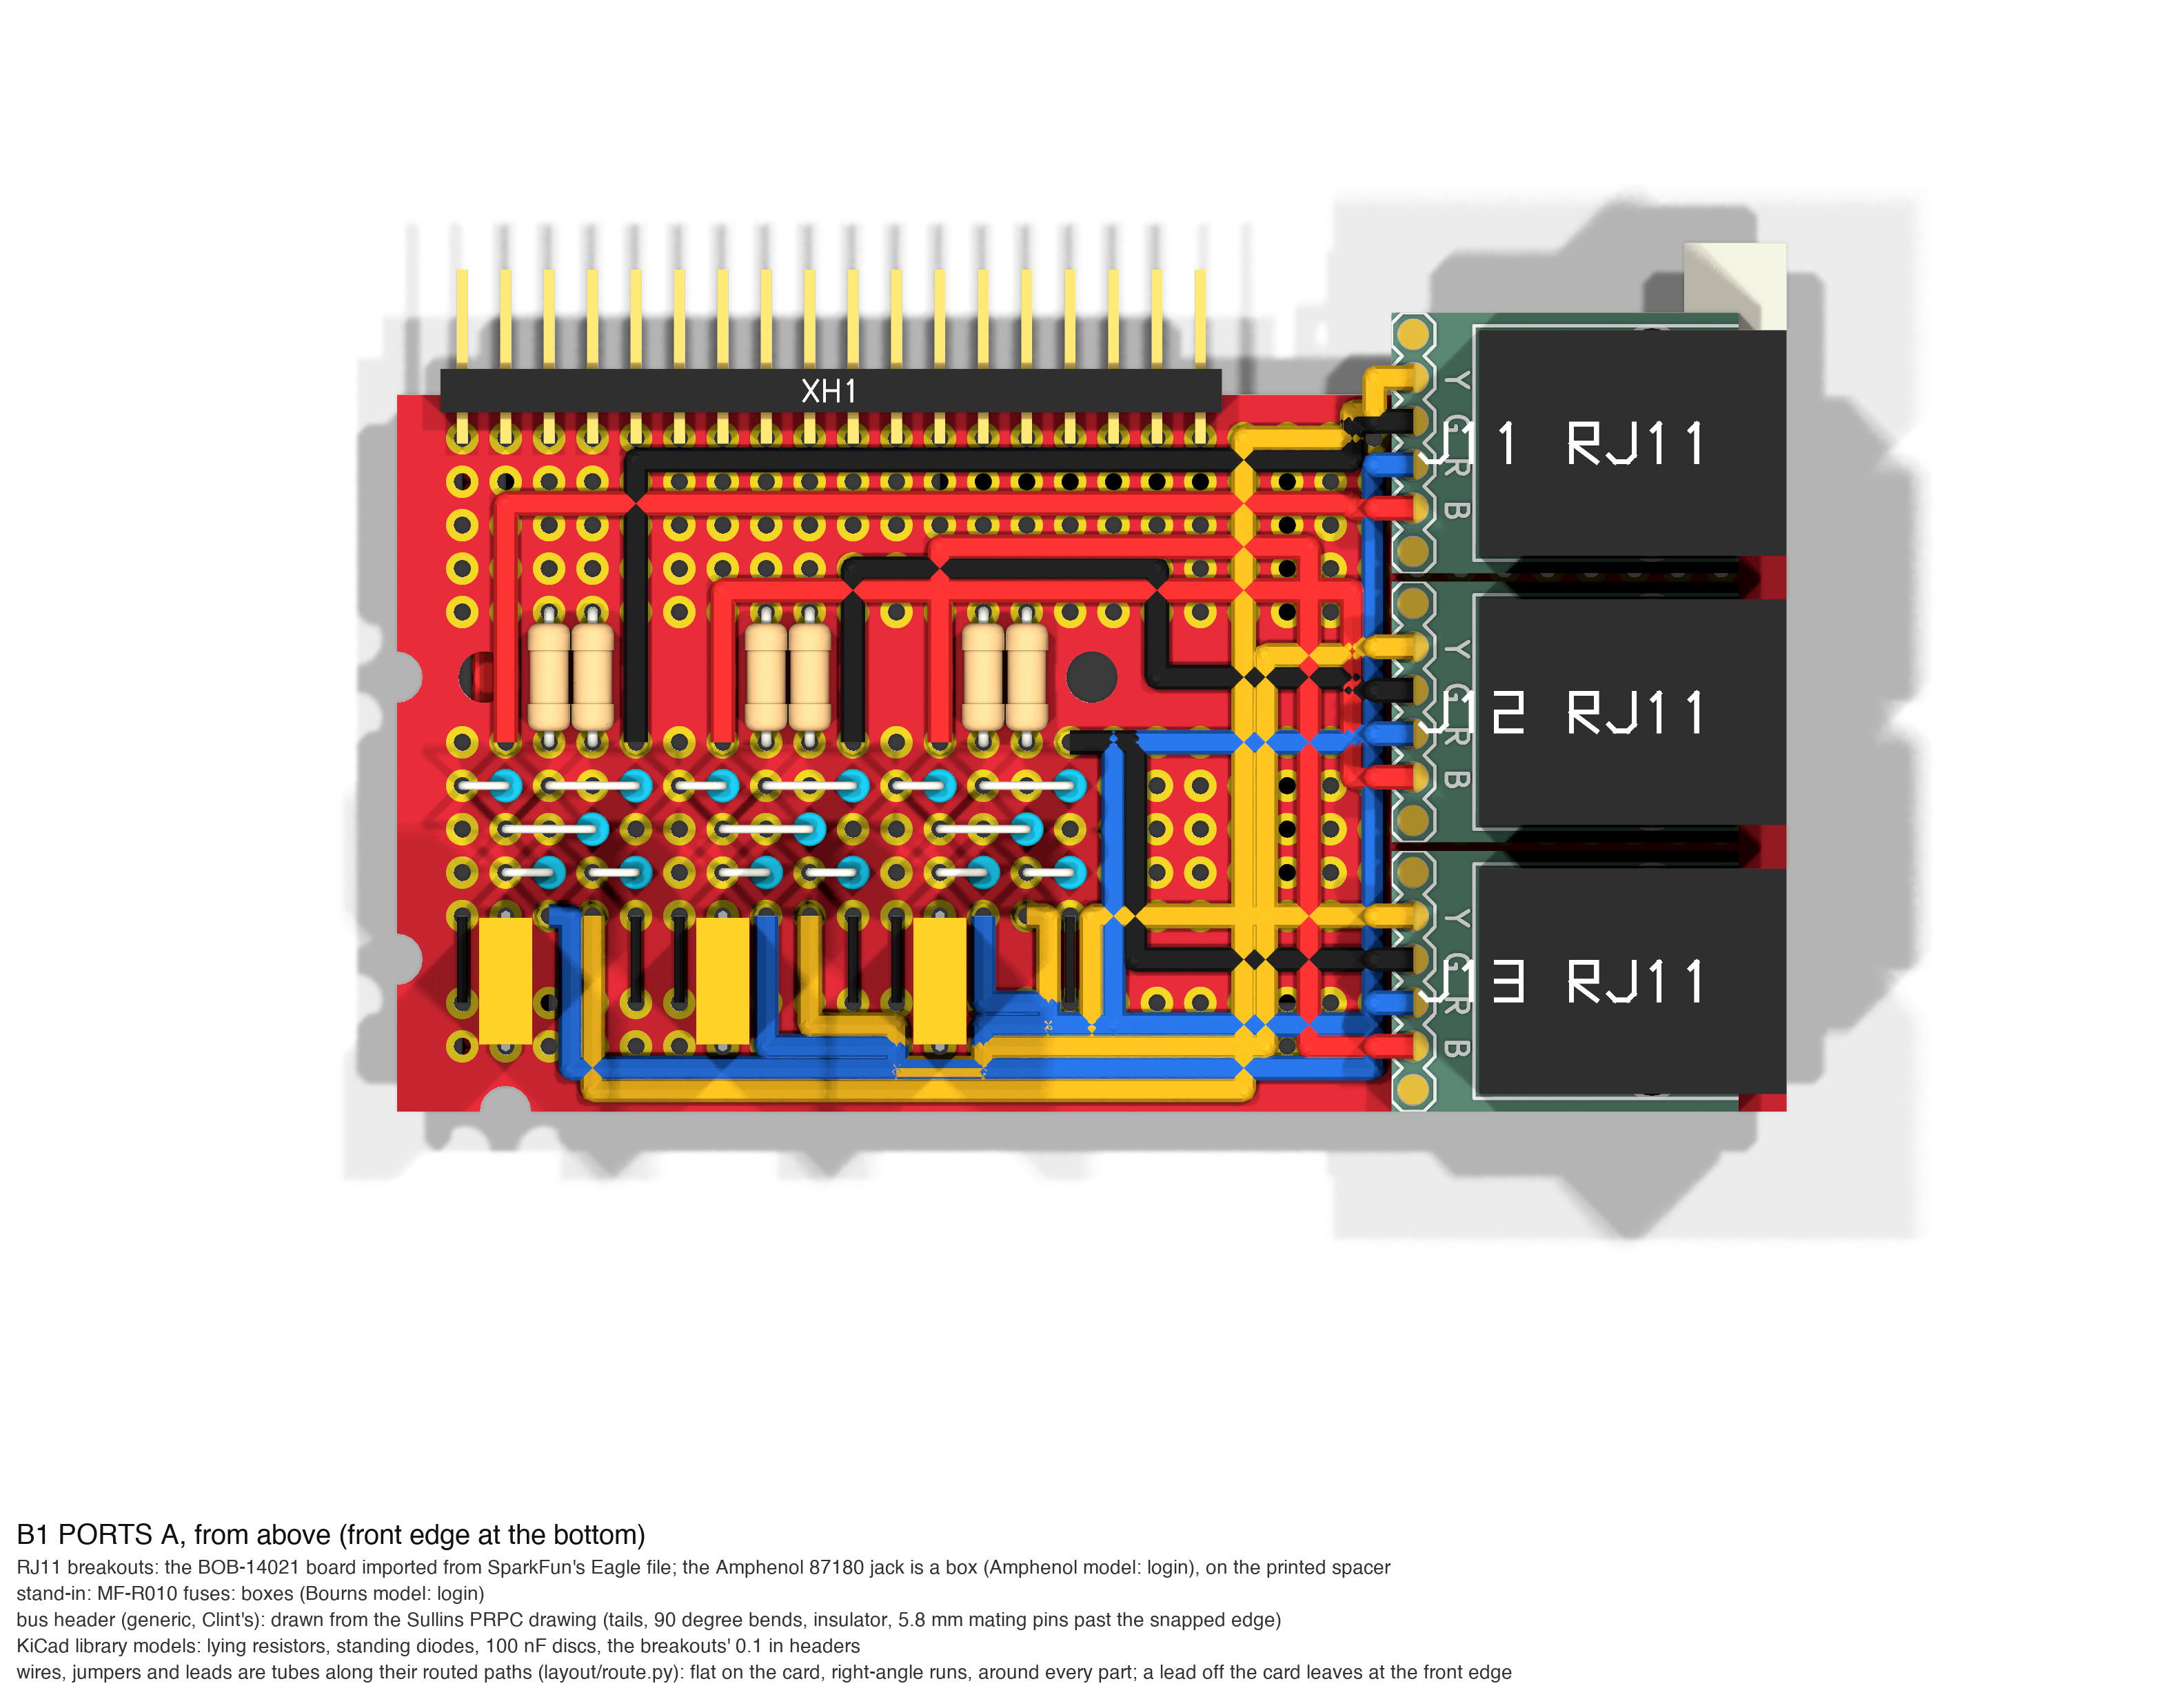 XH1
Y
G
R
B
J11 RJ11
Y
G
R
B
J12 RJ11
Y
G
R
B
J13 RJ11
B1 PORTS A, from above (front edge at the bottom)
RJ11 breakouts: the BOB-14021 board imported from SparkFun's Eagle file; the Amphenol 87180 jack is a box (Amphenol model: login), on the printed spacer
stand-in: MF-R010 fuses: boxes (Bourns model: login)
bus header (generic, Clint's): drawn from the Sullins PRPC drawing (tails, 90 degree bends, insulator, 5.8 mm mating pins past the snapped edge)
KiCad library models: lying resistors, standing diodes, 100 nF discs, the breakouts' 0.1 in headers
wires, jumpers and leads are tubes along their routed paths (layout/route.py): flat on the card, right-angle runs, around every part; a lead off the card leaves at the front edge